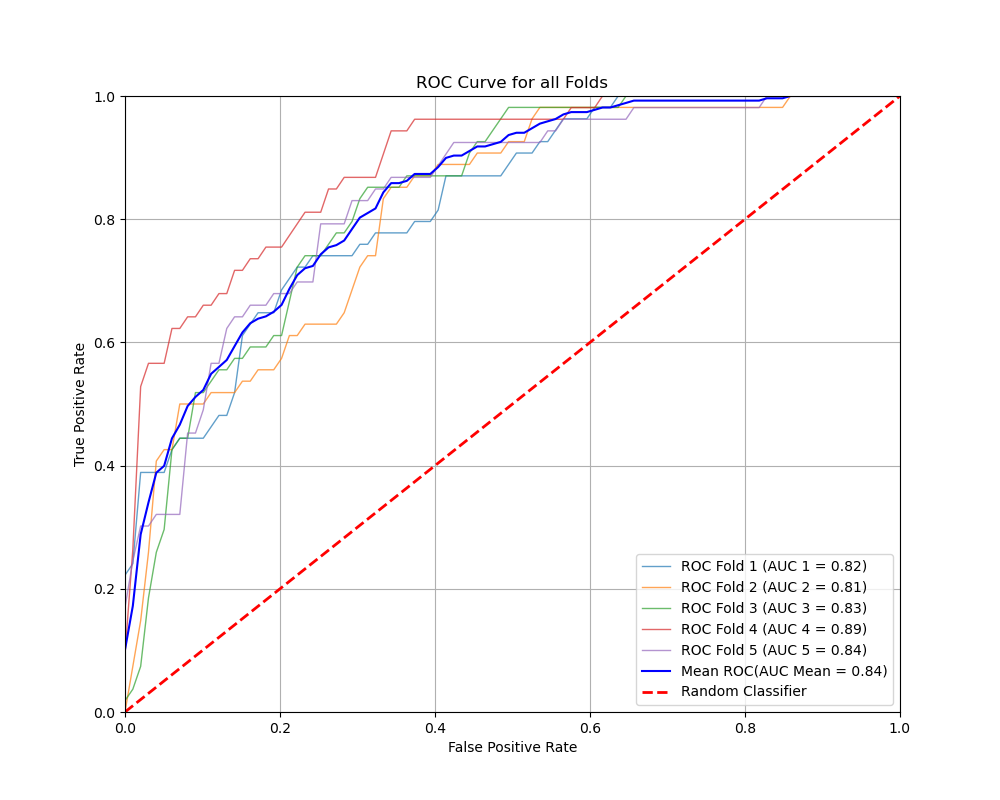 ROC Curve for all Folds
1.0
0.8
0.6
0.4
0.2
0.0
True Positive Rate
0.0 0.2 0.4 0.6 0.8 1.0
False Positive Rate
ROC Fold 1 (AUC 1 = 0.82)
ROC Fold 2 (AUC 2 = 0.81)
ROC Fold 3 (AUC 3 = 0.83)
ROC Fold 4 (AUC 4 = 0.89)
ROC Fold 5 (AUC 5 = 0.84)
Mean ROC(AUC Mean = 0.84)
Random Classifier